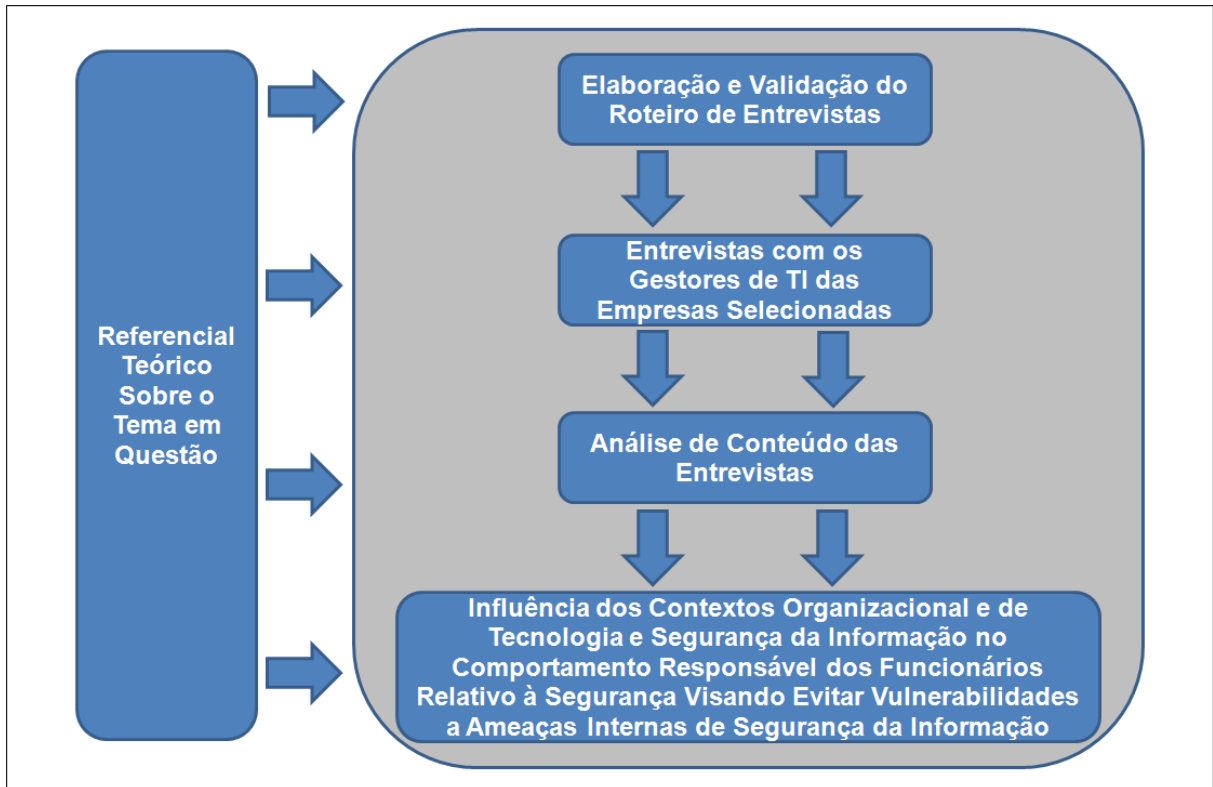 Referencial
Teórico
Sobre o
Tema em
Questão
Elaboração e Validação do
Roteiro de Entrevistas
Entrevistas com os
Gestores de TI das
Empresas Selecionadas
Análise de Conteúdo das
Entrevistas
Influência dos Contextos Organizacional e de
Tecnologia e Segurança da Informação no
Comportamento Responsável dos Funcionários
Relativo à Segurança Visando Evitar Vulnerabilidades
a Ameaças Internas de Segurança da Informação